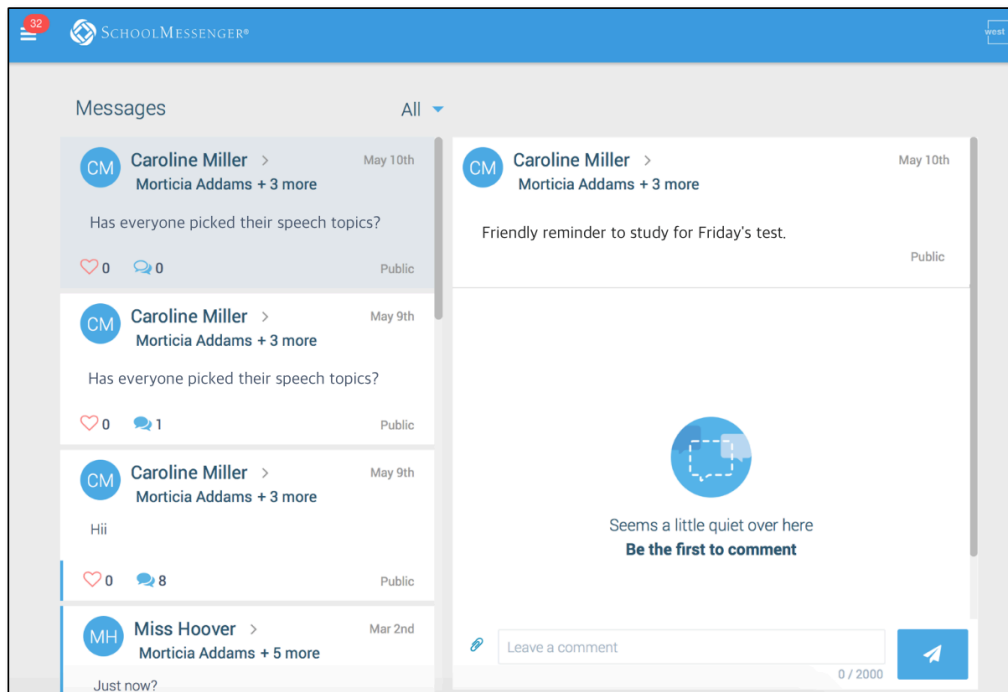 32
SCHOOLMESSENGER®
west
Messages
All
CM
Caroline Miller >
May 10th
Morticia Addams + 3 more
Has everyone picked their speech topics?
0
0
Public
CM
Caroline Miller >
May 9th
Morticia Addams + 3 more
Has everyone picked their speech topics?
0
1
Public
CM
Caroline Miller >
May 9th
Morticia Addams + 3 more
Hii
0
8
Public
MH
Miss Hoover >
Mar 2nd
Morticia Addams + 5 more
Just now?
CM
Caroline Miller >
May 10th
Morticia Addams + 3 more
Friendly reminder to study for Friday's test.
Public
Seems a little quiet over here
Be the first to comment
Leave a comment
0 / 2000